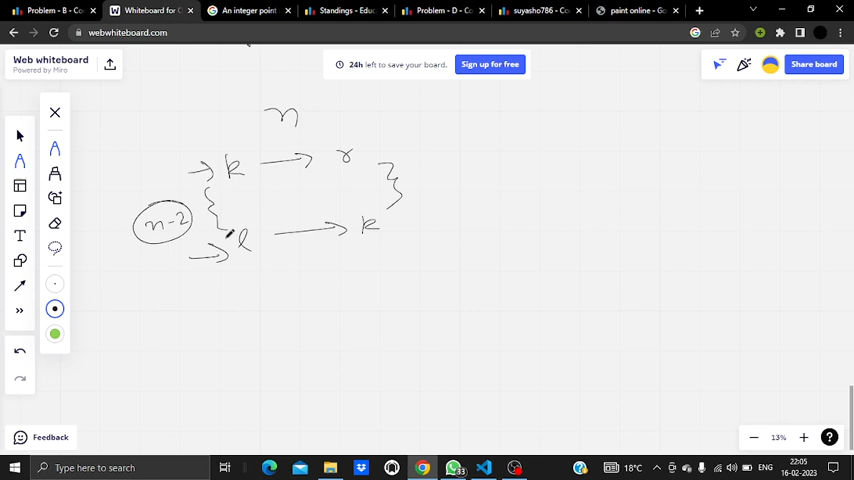 Problem - B - Co
Whiteboard for C
An integer point
Standings - Educ
Problem - D - Co
suyasho786 - Co
paint online - Go
webwhiteboard.com
Web whiteboard
Powered by Miro
24h left to save your board.
Sign up for free
Share board
n
k → r
n-2
l → k
T
Feedback
13%
?
Type here to search
33
18°C
ENG
22:05
16-02-2023